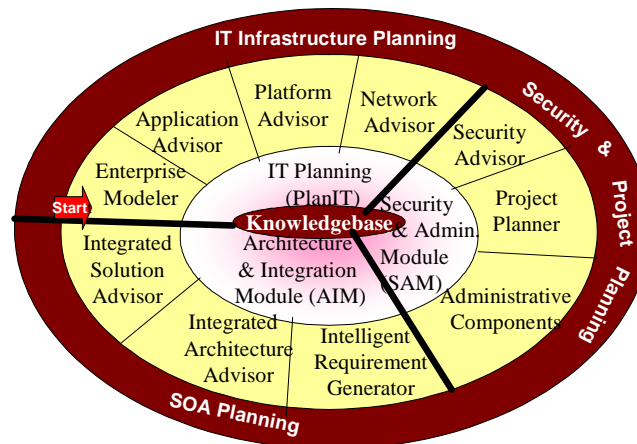 IT Infrastructure Planning
Security & Project Planning
SOA Planning
Start
Enterprise
Modeler
Application
Advisor
Platform
Advisor
Network
Advisor
Security
Advisor
Project
Planner
Administrative
Components
Intelligent
Requirement
Generator
Integrated
Architecture
Advisor
Integrated
Solution
Advisor
IT Planning
(PlanIT)
Security
& Admin.
Module
(SAM)
Knowledgebase
Architecture
& Integration
Module (AIM)